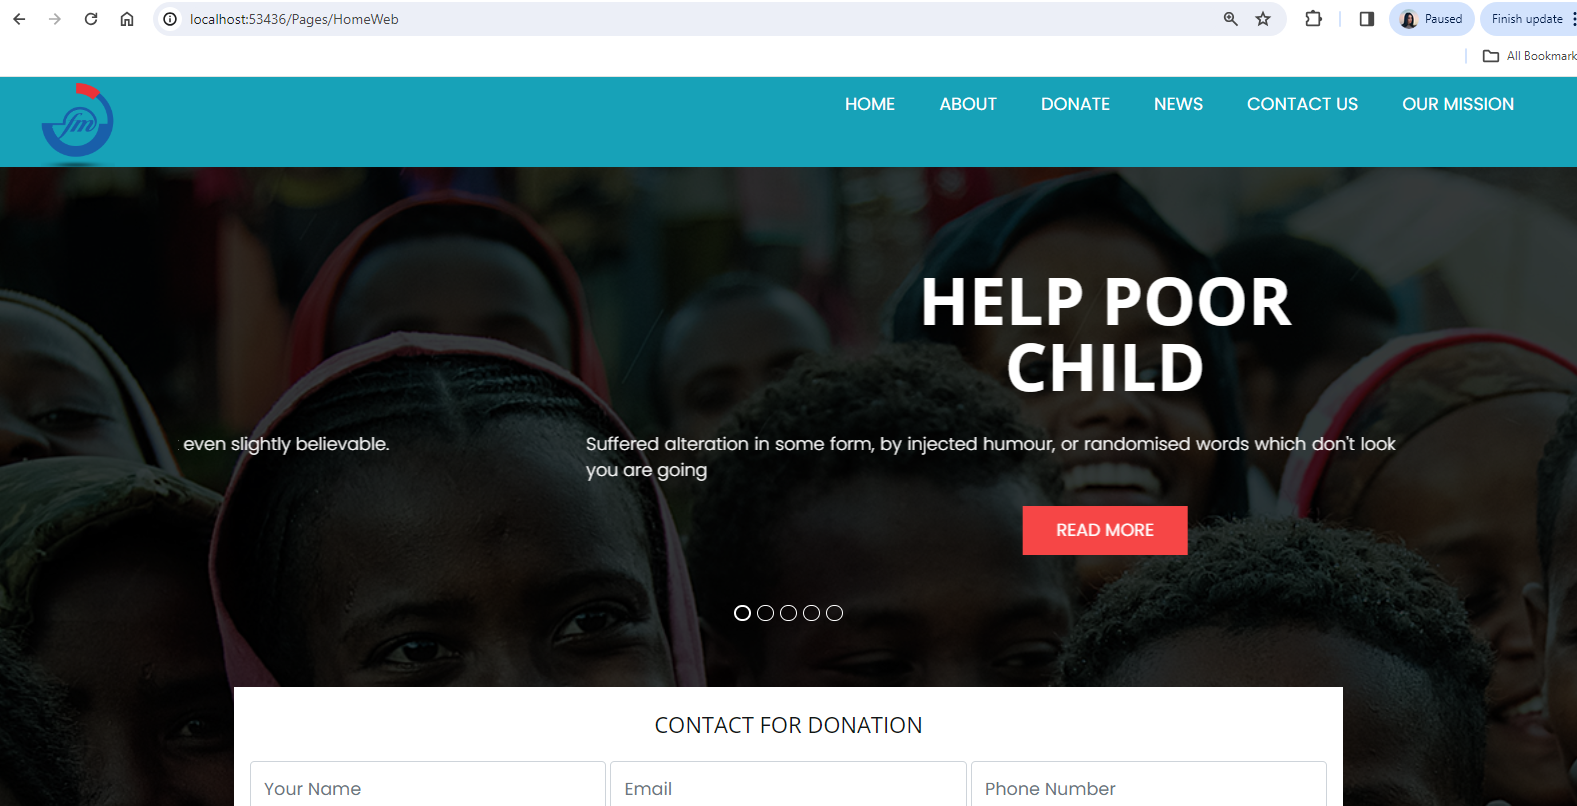 localhost:53436/Pages/HomeWeb
Paused
Finish update
All Bookmark
fm
HOME ABOUT DONATE NEWS CONTACT US OUR MISSION
HELP POOR
CHILD
even slightly believable.
Suffered alteration in some form, by injected humour, or randomised words which don't look
you are going
READ MORE
CONTACT FOR DONATION
Your Name Email Phone Number